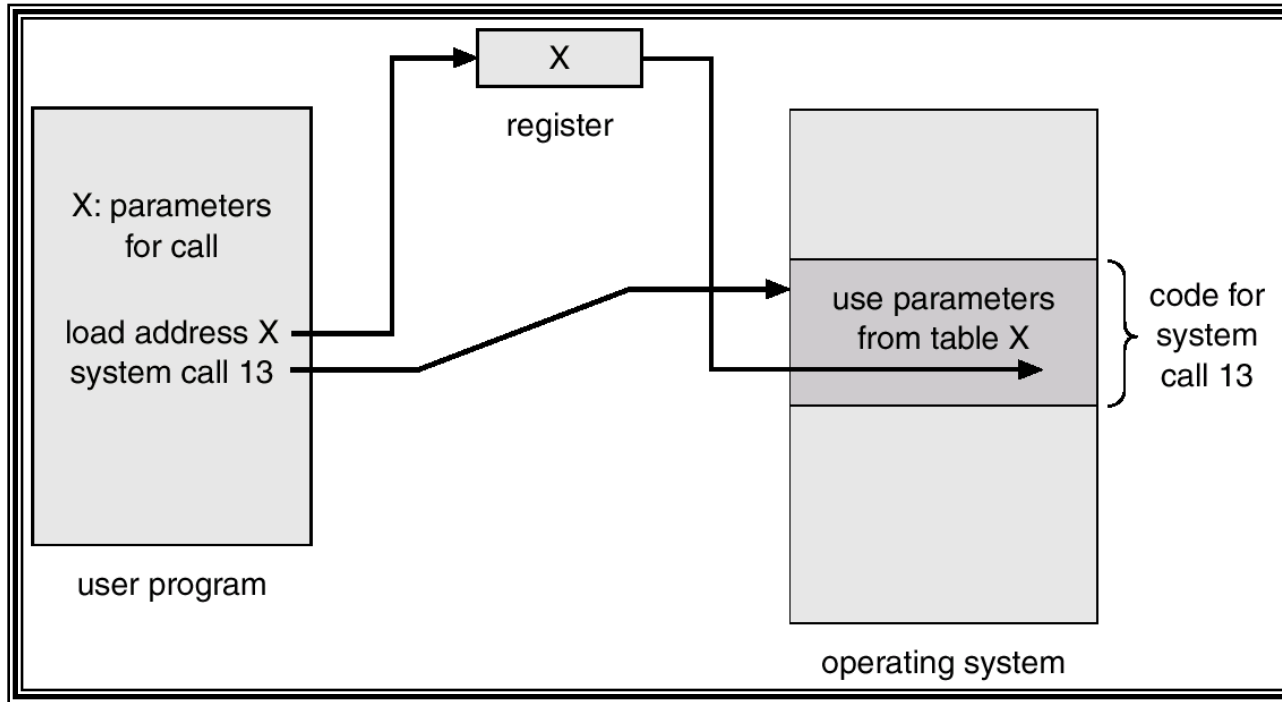 X
register
X: parameters
for call
load address X
system call 13
user program
use parameters
from table X
code for
system
call 13
operating system